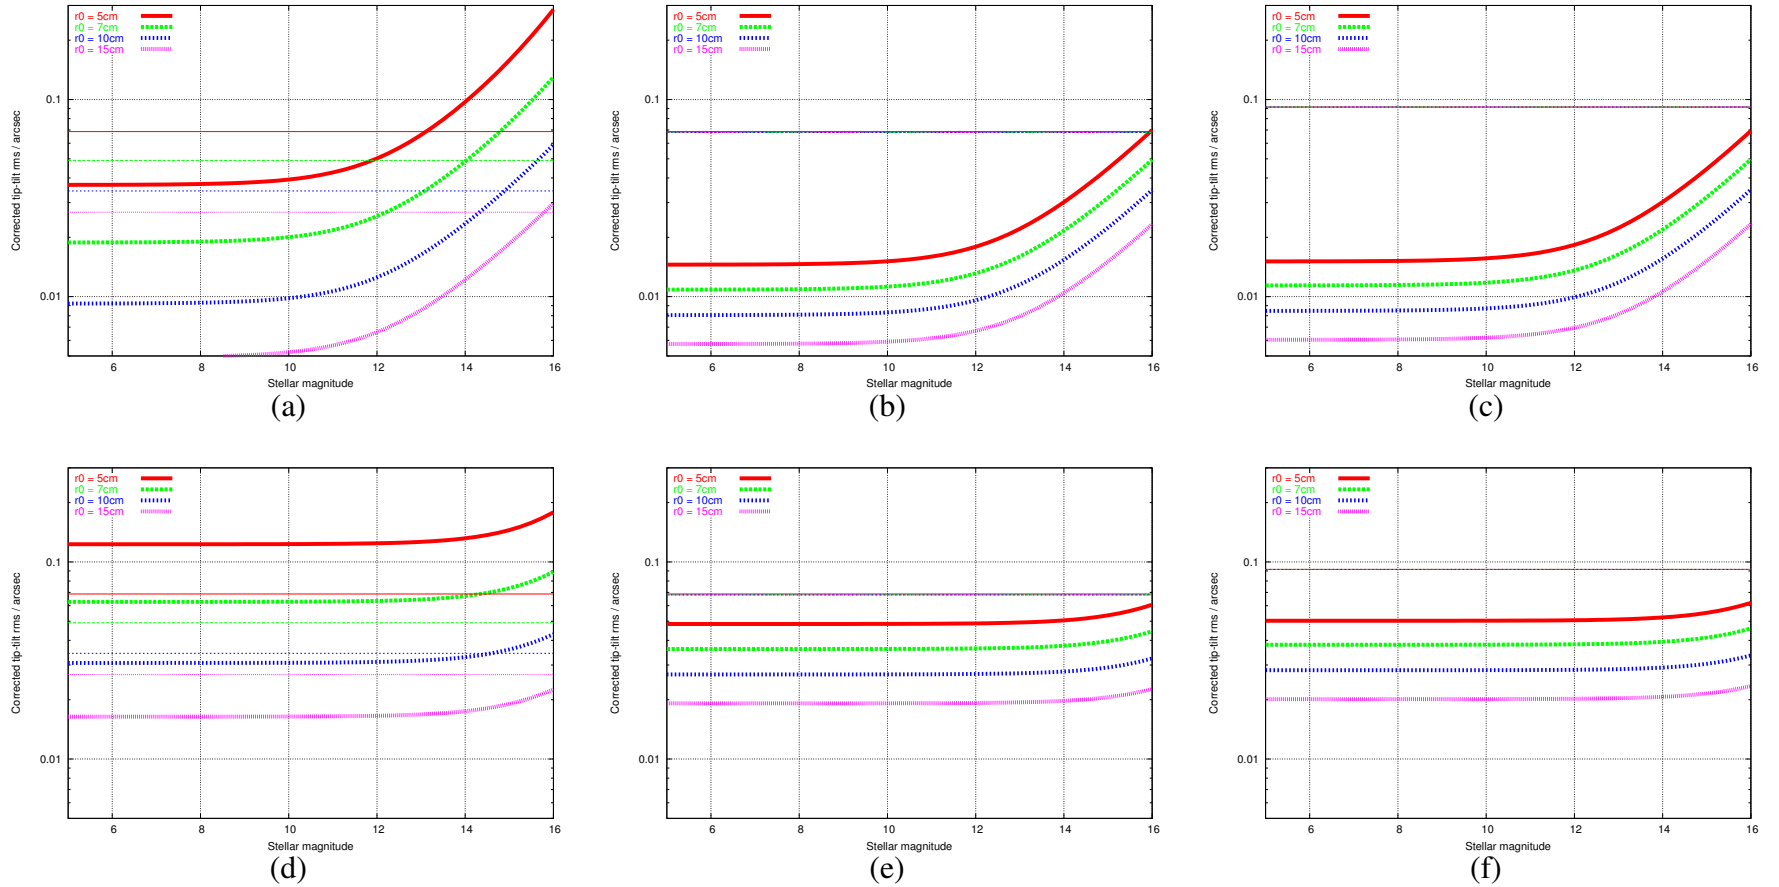 r0 = 5cm
r0 = 7cm
r0 = 10cm
r0 = 15cm
0.1
0.01
Corrected tip-tilt rms / arcsec
6 8 10 12 14 16
Stellar magnitude
(a)
r0 = 5cm
r0 = 7cm
r0 = 10cm
r0 = 15cm
0.1
0.01
Corrected tip-tilt rms / arcsec
6 8 10 12 14 16
Stellar magnitude
(b)
r0 = 5cm
r0 = 7cm
r0 = 10cm
r0 = 15cm
0.1
0.01
Corrected tip-tilt rms / arcsec
6 8 10 12 14 16
Stellar magnitude
(c)
r0 = 5cm
r0 = 7cm
r0 = 10cm
r0 = 15cm
0.1
0.01
Corrected tip-tilt rms / arcsec
6 8 10 12 14 16
Stellar magnitude
(d)
r0 = 5cm
r0 = 7cm
r0 = 10cm
r0 = 15cm
0.1
0.01
Corrected tip-tilt rms / arcsec
6 8 10 12 14 16
Stellar magnitude
(e)
r0 = 5cm
r0 = 7cm
r0 = 10cm
r0 = 15cm
0.1
0.01
Corrected tip-tilt rms / arcsec
6 8 10 12 14 16
Stellar magnitude
(f)